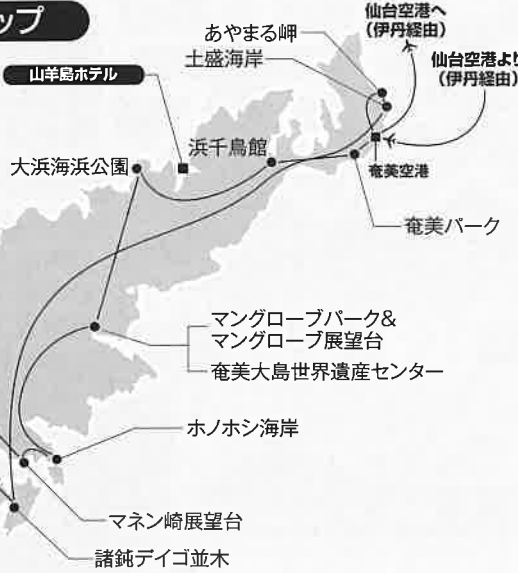 ップ
仙台空港へ
(伊丹経由)
あやまる岬
土盛海岸
仙台空港より
(伊丹経由)
山羊島ホテル
浜千鳥館
大浜海浜公園
奄美空港
奄美パーク
マングローブパーク&
マングローブ展望台
奄美大島世界遺産センター
ホノホシ海岸
マネン崎展望台
諸鈍デイゴ並木